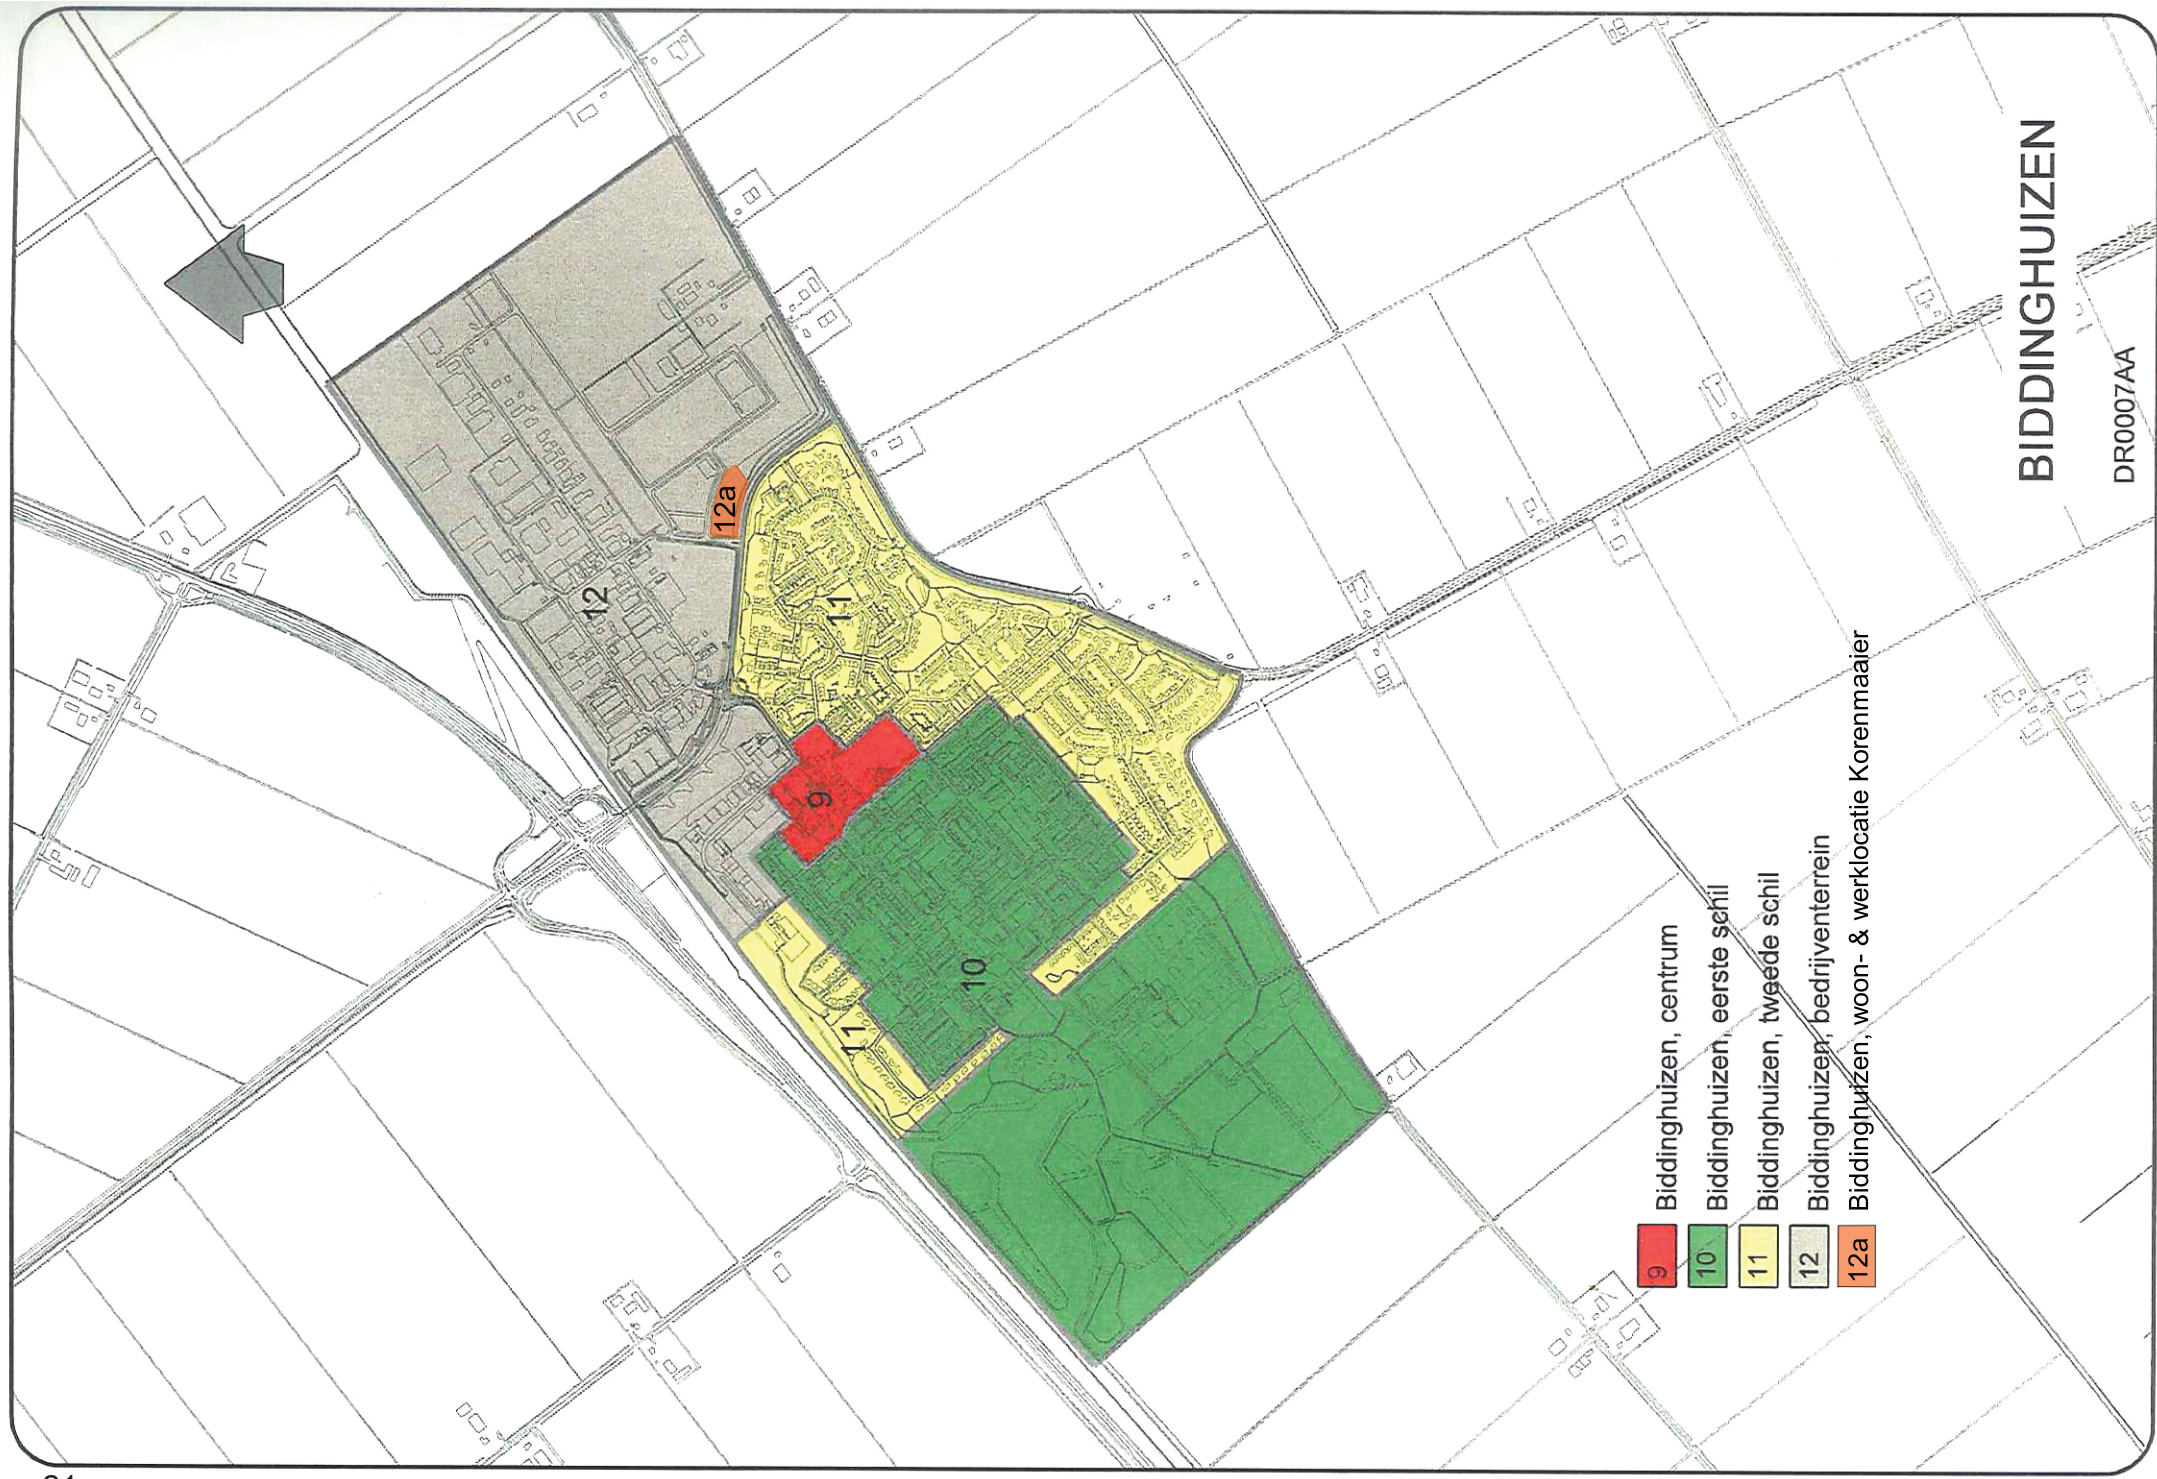 12
12a
11
9
10
11
9 Biddinghuizen, centrum
10 Biddinghuizen, eerste schil
11 Biddinghuizen, tweede schil
12 Biddinghuizen, bedrijventerrein
12a Biddinghuizen, woon- & werklocatie Korenmaaier
BIDDINGHUIZEN
DR0007AA